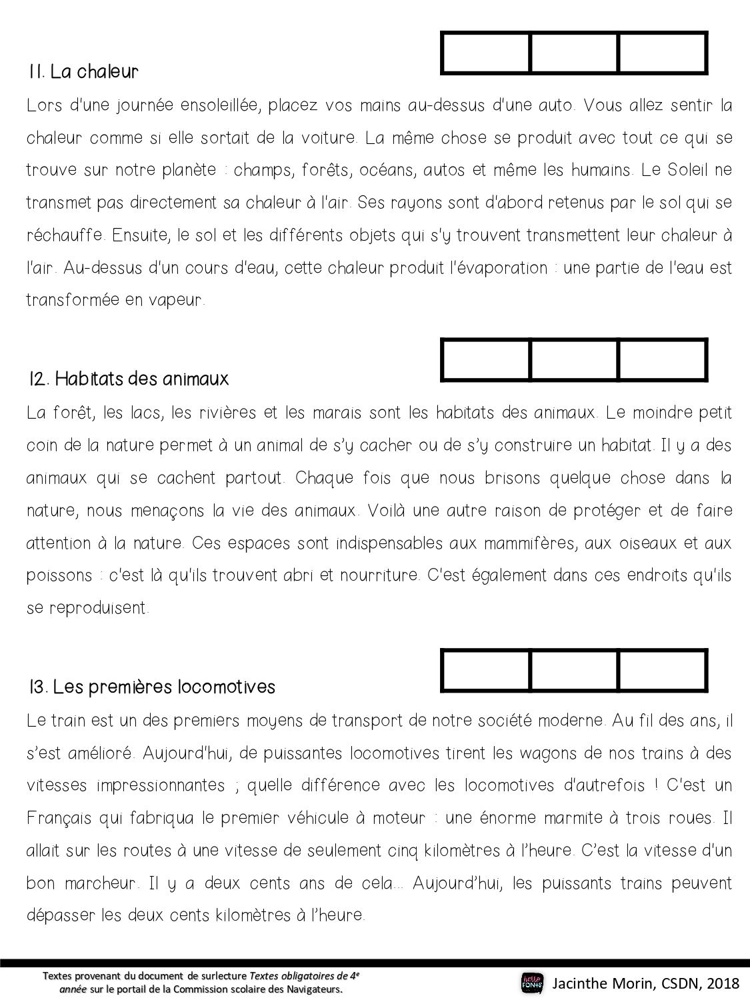 11. La chaleur
Lors d'une journée ensoleillée, placez vos mains au-dessus d'une auto. Vous allez sentir la
chaleur comme si elle sortait de la voiture. La même chose se produit avec tout ce qui se
trouve sur notre planète : champs, forêts, océans, autos et même les humains. Le Soleil ne
transmet pas directement sa chaleur à l'air. Ses rayons sont d'abord retenus par le sol qui se
réchauffe. Ensuite, le sol et les différents objets qui s'y trouvent transmettent leur chaleur à
l'air. Au-dessus d'un cours d'eau, cette chaleur produit l'évaporation : une partie de l'eau est
transformée en vapeur.
12. Habitats des animaux
La forêt, les lacs, les rivières et les marais sont les habitats des animaux. Le moindre petit
coin de la nature permet à un animal de s’y cacher ou de s’y construire un habitat. Il y a des
animaux qui se cachent partout. Chaque fois que nous brisons quelque chose dans la
nature, nous menaçons la vie des animaux. Voilà une autre raison de protéger et de faire
attention à la nature. Ces espaces sont indispensables aux mammifères, aux oiseaux et aux
poissons : c'est là qu'ils trouvent abri et nourriture. C'est également dans ces endroits qu'ils
se reproduisent.
13. Les premières locomotives
Le train est un des premiers moyens de transport de notre société moderne. Au fil des ans, il
s’est amélioré. Aujourd'hui, de puissantes locomotives tirent les wagons de nos trains à des
vitesses impressionnantes ; quelle différence avec les locomotives d'autrefois ! C'est un
Français qui fabriqua le premier véhicule à moteur : une énorme marmite à trois roues. Il
allait sur les routes à une vitesse de seulement cinq kilomètres à l’heure. C’est la vitesse d'un
bon marcheur. Il y a deux cents ans de cela... Aujourd’hui, les puissants trains peuvent
dépasser les deux cents kilomètres à l’heure.
Textes provenant du document de surlecture Textes obligatoires de 4e
année sur le portail de la Commission scolaire des Navigateurs.
hello
FONTS
Jacinthe Morin, CSDN, 2018